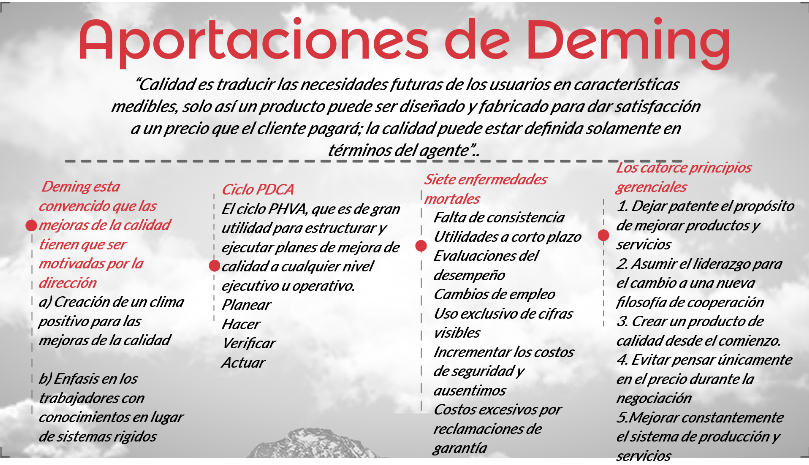 Aportaciones de Deming
“Calidad es traducir las necesidades futuras de los usuarios en características
medibles, solo así un producto puede ser diseñado y fabricado para dar satisfacción
a un precio que el cliente pagará; la calidad puede estar definida solamente en
términos del agente”..
Deming esta
convencido que las
mejoras de la calidad
tienen que ser
motivadas por la
dirección
a) Creación de un clima
positivo para las
mejoras de la calidad
b) Enfasis en los
trabajadores con
conocimientos en lugar
de sistemas rigidos
Ciclo PDCA
El ciclo PHVA, que es de gran
utilidad para estructurar y
ejecutar planes de mejora de
calidad a cualquier nivel
ejecutivo u operativo.
Planear
Hacer
Verificar
Actuar
Siete enfermedades
mortales
Falta de consistencia
Utilidades a corto plazo
Evaluaciones del
desempeño
Cambios de empleo
Uso exclusivo de cifras
visibles
Incrementar los costos
de seguridad y
ausentimos
Costos excesivos por
reclamaciones de
garantía
Los catorce principios
gerenciales
1. Dejar patente el propósito
de mejorar productos y
servicios
2. Asumir el liderazgo para
el cambio a una nueva
filosofía de cooperación
3. Crear un producto de
calidad desde el comienzo.
4. Evitar pensar únicamente
en el precio durante la
negociación
5.Mejorar constantemente
el sistema de producción y
servicios